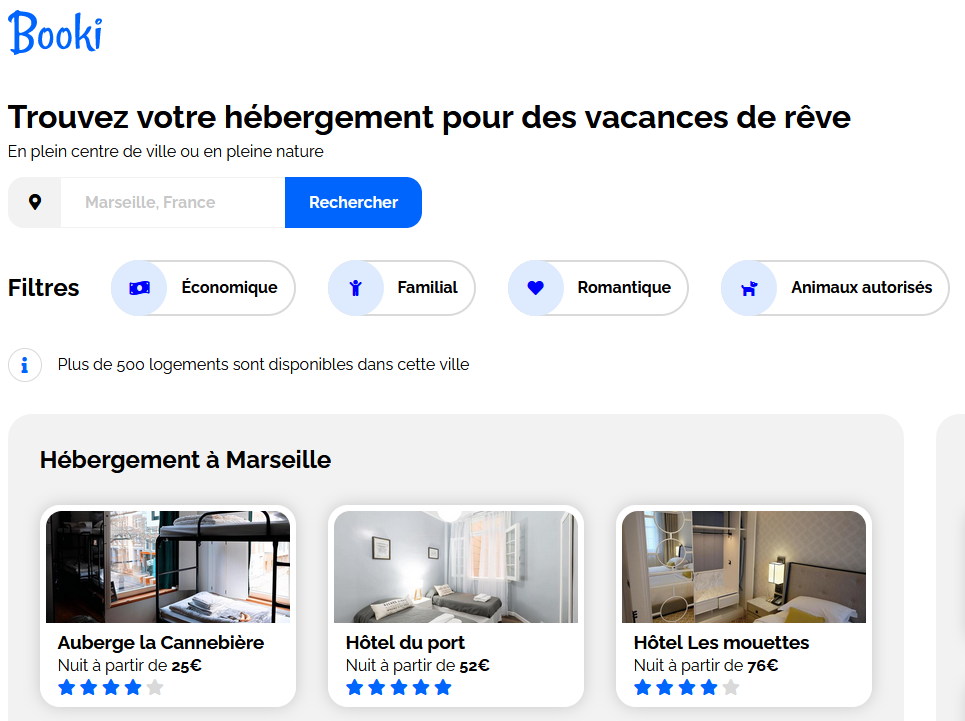 Booki
Trouvez votre hébergement pour des vacances de rêve
En plein centre de ville ou en pleine nature
Marseille, France
Rechercher
Filtres
Économique
Familial
Romantique
Animaux autorisés
Plus de 500 logements sont disponibles dans cette ville
Hébergement à Marseille
Auberge la Cannebière
Nuit à partir de 25€
Hôtel du port
Nuit à partir de 52€
Hôtel Les mouettes
Nuit à partir de 76€